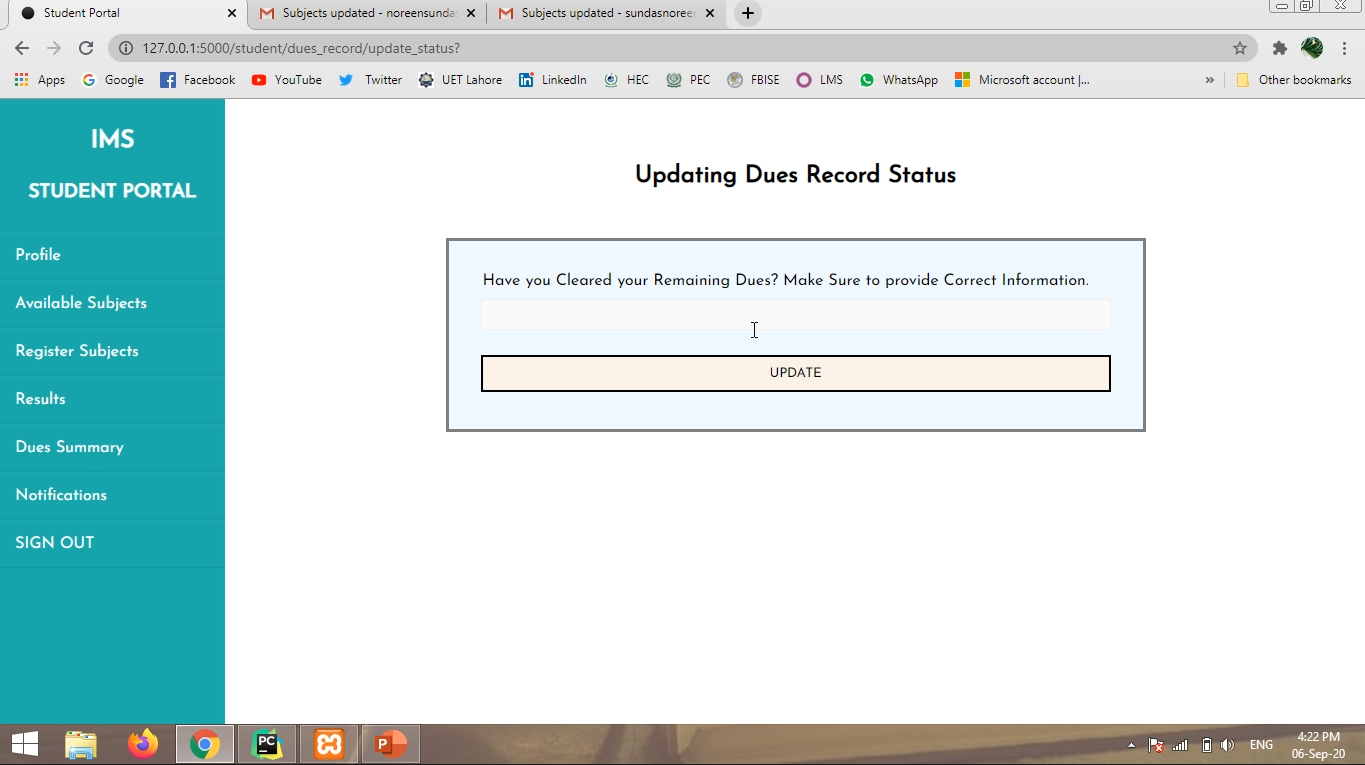 Student Portal
Subjects updated - noreensunda
Subjects updated - sundasnoreer
127.0.0.1:5000/student/dues_record/update_status?
Apps Google Facebook YouTube Twitter UET Lahore LinkedIn HEC PEC FBISE LMS WhatsApp Microsoft account |... » Other bookmarks
IMS
STUDENT PORTAL
Profile
Available Subjects
Register Subjects
Results
Dues Summary
Notifications
SIGN OUT
Updating Dues Record Status
Have you Cleared your Remaining Dues? Make Sure to provide Correct Information.
UPDATE
PC
P
ENG
4:22 PM
06-Sep-20